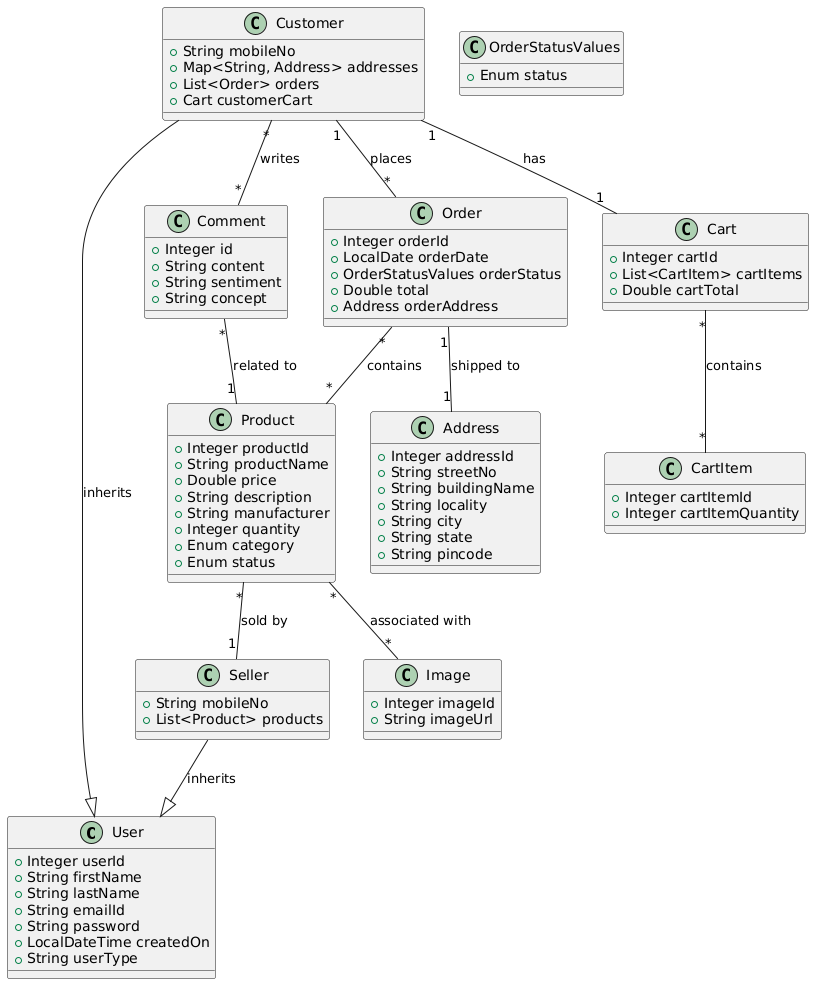 C Customer
String mobileNo
Map<String, Address> addresses
List<Order> orders
Cart customerCart
C OrderStatusValues
Enum status
* 1 1
writes places has
* * 1
C Comment
Integer id
String content
String sentiment
String concept
C Order
Integer orderId
LocalDate orderDate
OrderStatusValues orderStatus
Double total
Address orderAddress
C Cart
Integer cartId
List<CartItem> cartItems
Double cartTotal
* * 1 *
related to contains shipped to contains
1 * 1 *
C Product
Integer productId
String productName
Double price
String description
String manufacturer
Integer quantity
Enum category
Enum status
C Address
Integer addressId
String streetNo
String buildingName
String locality
String city
String state
String pincode
C CartItem
Integer cartItemId
Integer cartItemQuantity
inherits
* *
sold by associated with
1 *
C Seller
String mobileNo
List<Product> products
C Image
Integer imageId
String imageUrl
inherits
C User
Integer userId
String firstName
String lastName
String emailId
String password
LocalDateTime createdOn
String userType